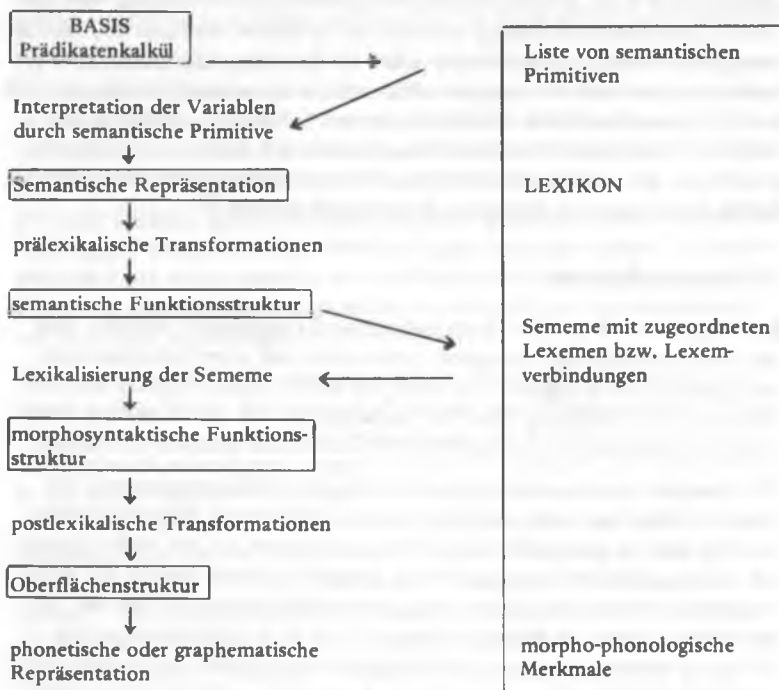 BASIS
Prädikatenkalkül
Liste von semantischen
Primitiven
Interpretation der Variablen
durch semantische Primitive
Semantische Repräsentation
LEXIKON
prälexikalische Transformationen
semantische Funktionsstruktur
Sememe mit zugeordneten
Lexemen bzw. Lexem-
verbindungen
Lexikalisierung der Sememe
morphosyntaktische Funktions-
struktur
postlexikalische Transformationen
Oberflächenstruktur
phonetische oder graphematische
Repräsentation
morpho-phonologische
Merkmale